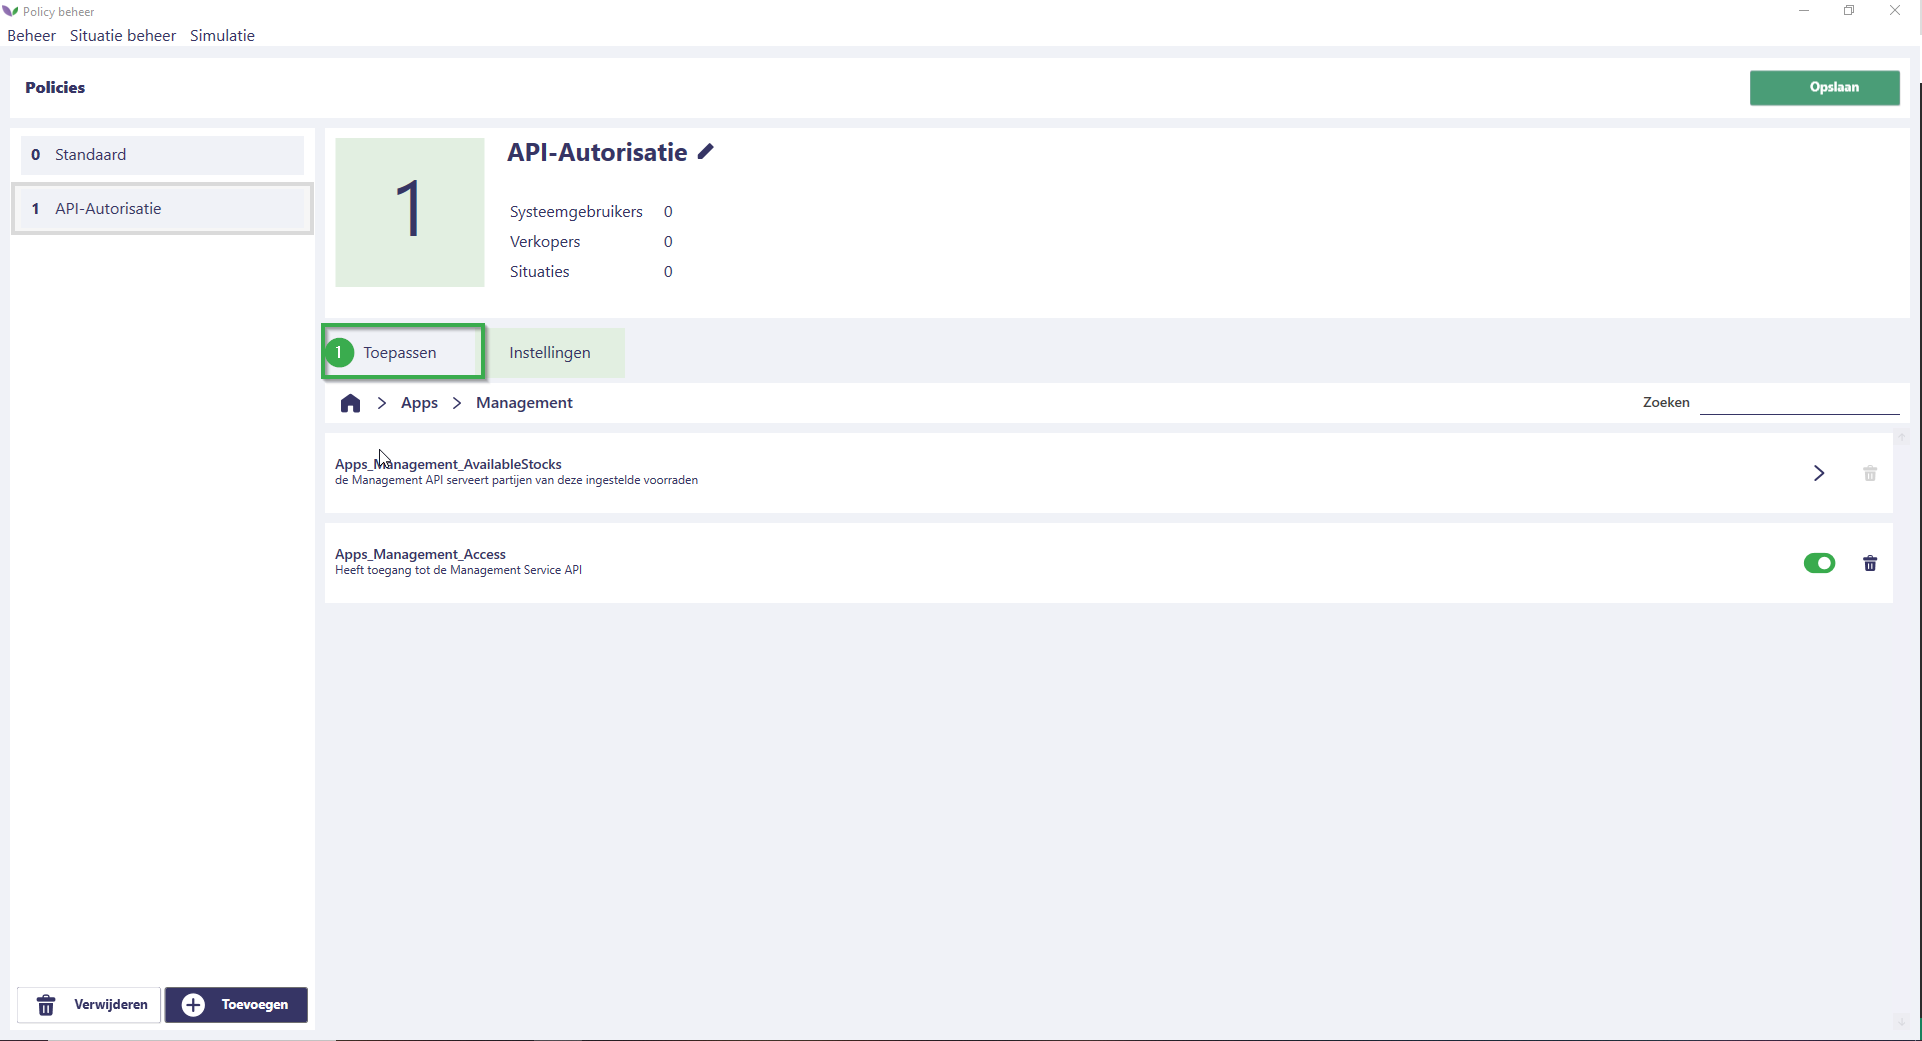 Policy beheer
Beheer Situatie beheer Simulatie
Policies
Opslaan
0 Standaard
1 API-Autorisatie
1
API-Autorisatie
Systeemgebruikers 0
Verkopers 0
Situaties 0
1 Toepassen
Instellingen
Apps > Management
Zoeken
Apps_Management_AvailableStocks
de Management API serveert partijen van deze ingestelde voorraden
Apps_Management_Access
Heeft toegang tot de Management Service API
Verwijderen
Toevoegen